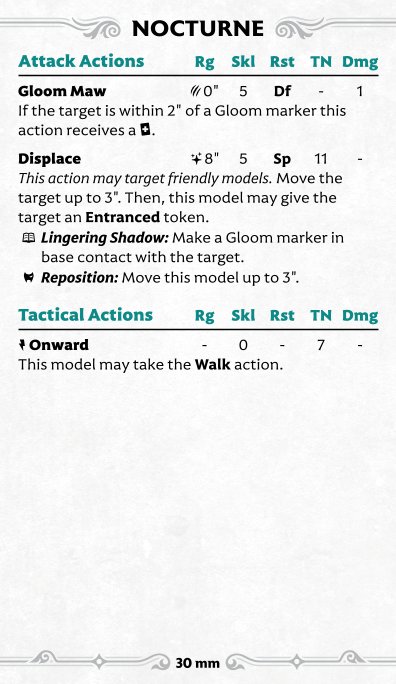 NOCTURNE
Attack Actions Rg Skl Rst TN Dmg
Gloom Maw 0" 5 Df - 1
If the target is within 2" of a Gloom marker this
action receives a .
Displace 8" 5 Sp 11 -
This action may target friendly models. Move the
target up to 3". Then, this model may give the
target an Entranced token.
Lingering Shadow: Make a Gloom marker in
base contact with the target.
Reposition: Move this model up to 3".
Tactical Actions Rg Skl Rst TN Dmg
Onward - 0 - 7 -
This model may take the Walk action.
30 mm